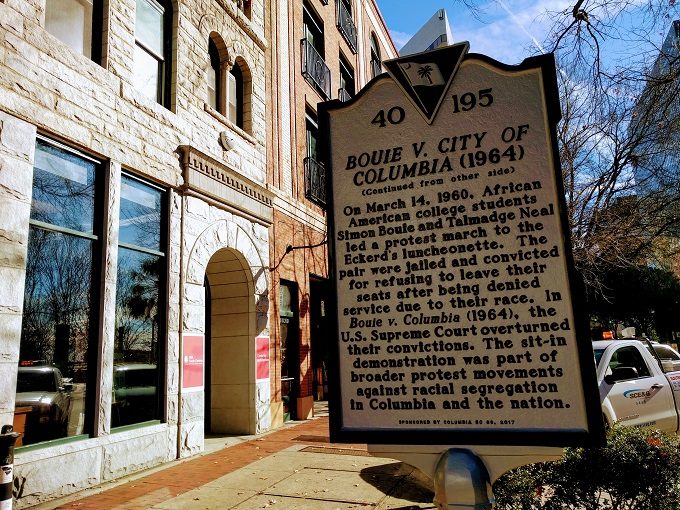 40 195
BOUIE V. CITY OF
COLUMBIA (1964)
(Continued from other side)
On March 14, 1960, African
American college students
Simon Bouie and Talmadge Neal
led a protest march to the
Eckerd's luncheonette. The
pair were jailed and convicted
for refusing to leave their
seats after being denied
service due to their race. In
Bouie v. Columbia (1964), the
U.S. Supreme Court overturned
their convictions. The sit-in
demonstration was part of
broader protest movements
against racial segregation
in Columbia and the nation.
SPONSORED BY COLUMBIA SC 63, 2017
SCE&G